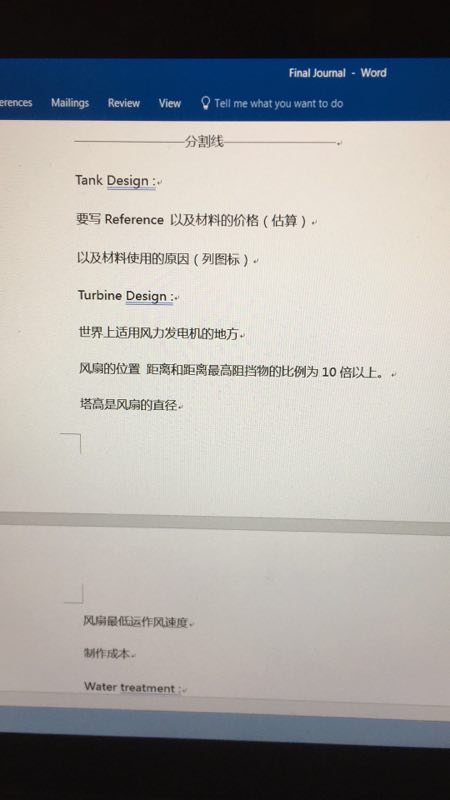 Final Journal - Word
erences Mailings Review View Tell me what you want to do
分割线
Tank Design :
要写 Reference 以及材料的价格（估算）
以及材料使用的原因（列图标）
Turbine Design :
世界上适用风力发电机的地方
风扇的位置 距离和距离最高阻挡物的比例为 10 倍以上。
塔高是风扇的直径
风扇最低运作风速度
制作成本
Water treatment :